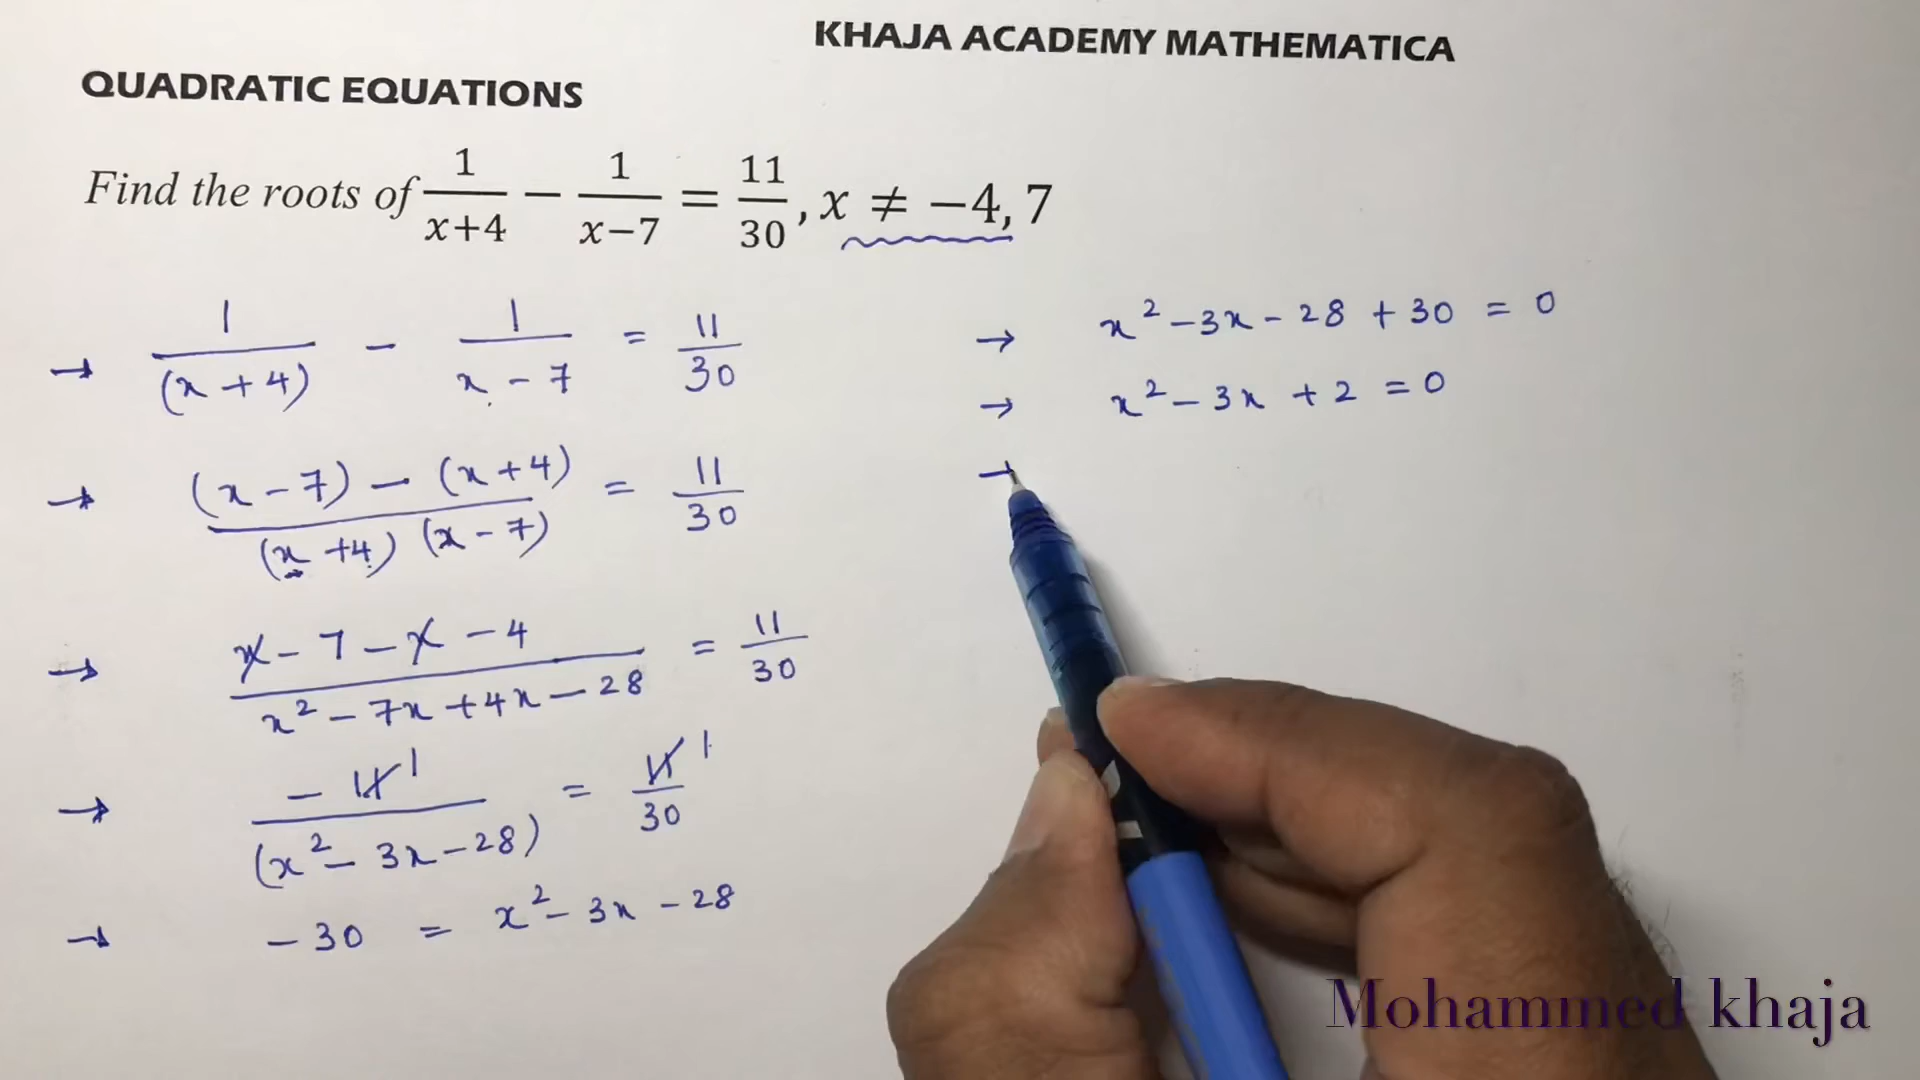 KHAJA ACADEMY MATHEMATICA
QUADRATIC EQUATIONS
Find the roots of 1/(x+4) − 1/(x−7) = 11/30, x ≠ −4, 7
→ 1/(x + 4) − 1/(x − 7) = 11/30
→ ((x − 7) − (x + 4))/((x + 4) (x − 7)) = 11/30
→ (x − 7 − x − 4)/(x² − 7x + 4x − 28) = 11/30
→ − 11 1/(x² − 3x − 28) = 11 1/30
→ − 30 = x² − 3x − 28
→ x² − 3x − 28 + 30 = 0
→ x² − 3x + 2 = 0
→
Mohammed khaja